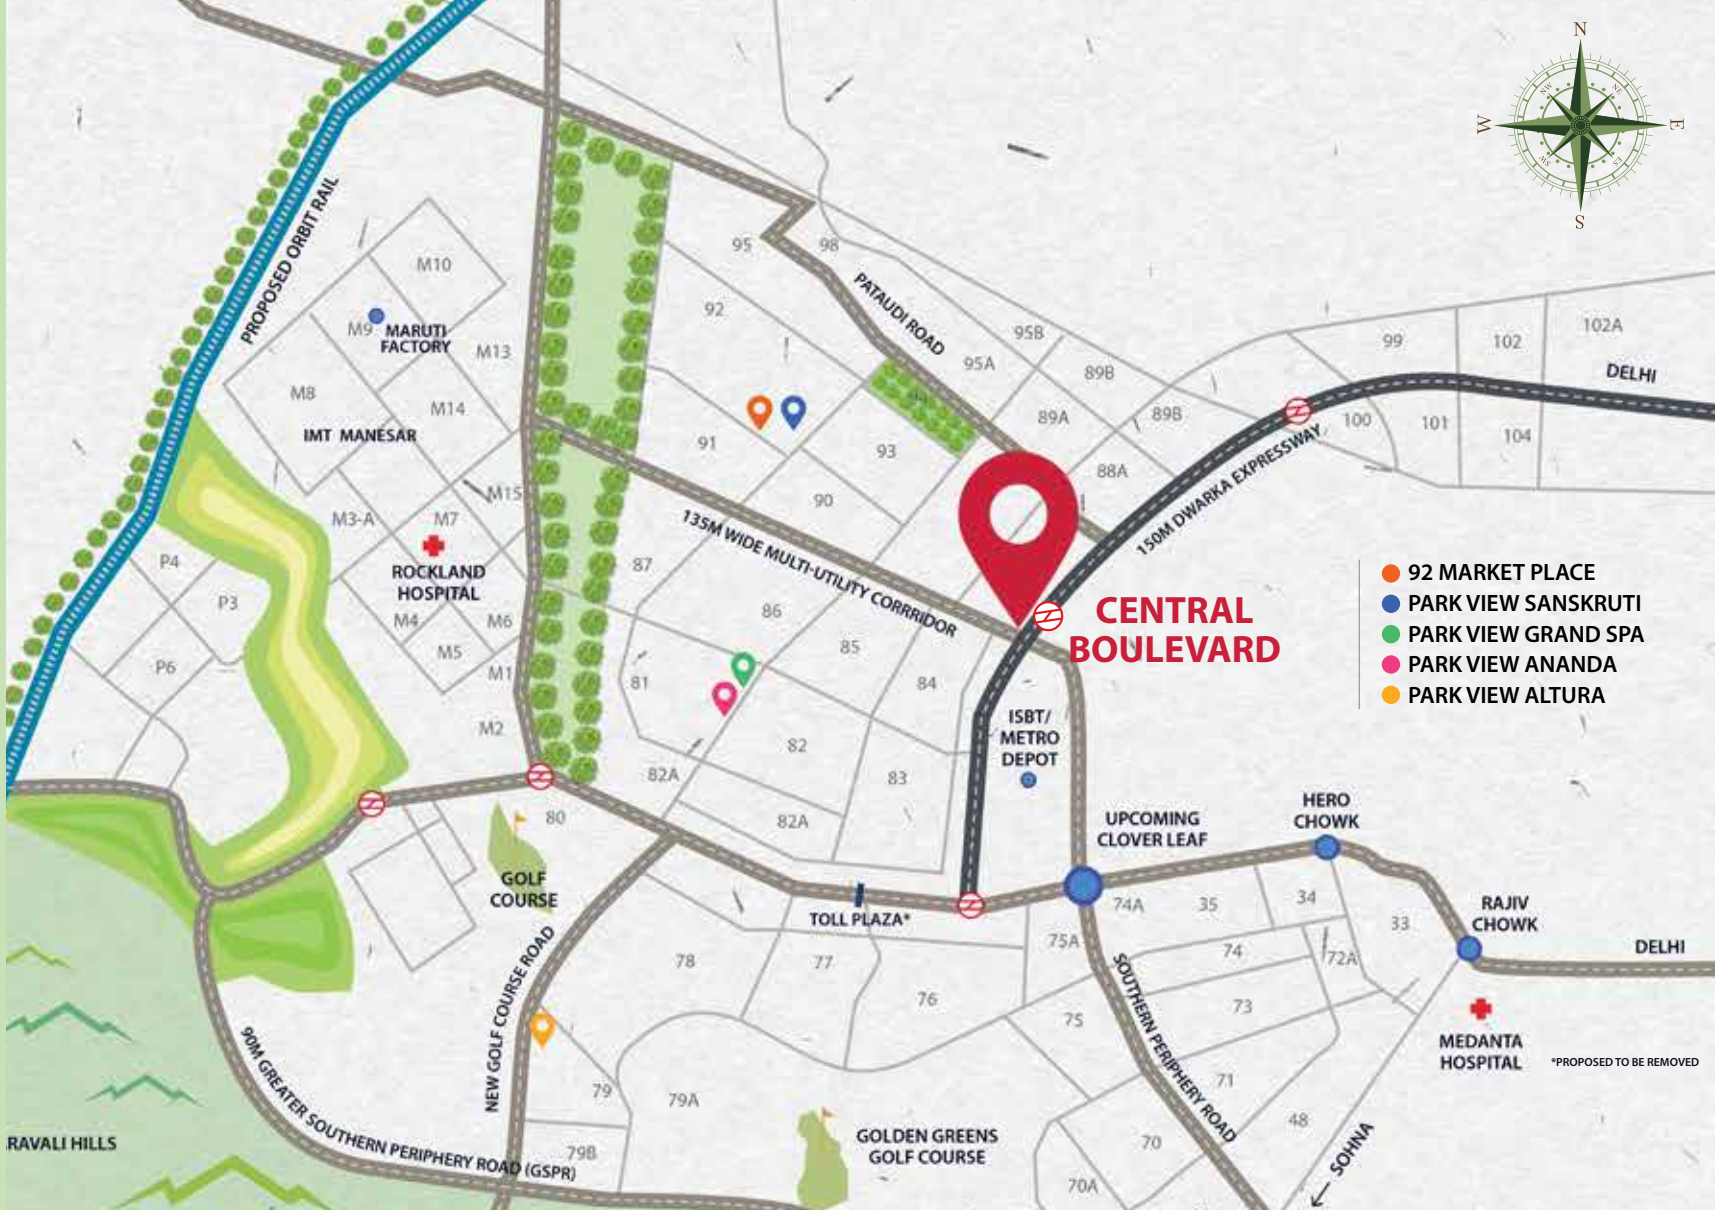 N
NW
NE
W
E
SW
ES
S
PROPOSED ORBIT RAIL
M10
95
98
PATAUDI ROAD
92
M9
MARUTI
FACTORY
M13
95B
95A
99
102
102A
DELHI
M8
89B
M14
IMT MANESAR
91
93
89A
89B
100
101
104
M15
90
88A
M3-A
M7
135M WIDE MULTI-UTILITY CORRRIDOR
150M DWARKA EXPRESSWAY
P4
ROCKLAND
HOSPITAL
87
92 MARKET PLACE
P3
M4
M6
86
CENTRAL
BOULEVARD
PARK VIEW SANSKRUTI
PARK VIEW GRAND SPA
M5
85
P6
M1
81
84
PARK VIEW ANANDA
PARK VIEW ALTURA
M2
82
ISBT/
METRO
DEPOT
82A
83
80
82A
UPCOMING
CLOVER LEAF
HERO
CHOWK
GOLF
COURSE
TOLL PLAZA*
74A
35
34
33
RAJIV
CHOWK
75A
74
72A
DELHI
NEW GOLF COURSE ROAD
78
77
76
75
73
SOUTHERN PERIPHERY ROAD
MEDANTA
HOSPITAL
*PROPOSED TO BE REMOVED
90M GREATER SOUTHERN PERIPHERY ROAD (GSPR)
79
79A
71
48
RAVALI HILLS
79B
GOLDEN GREENS
GOLF COURSE
70
70A
SOHNA